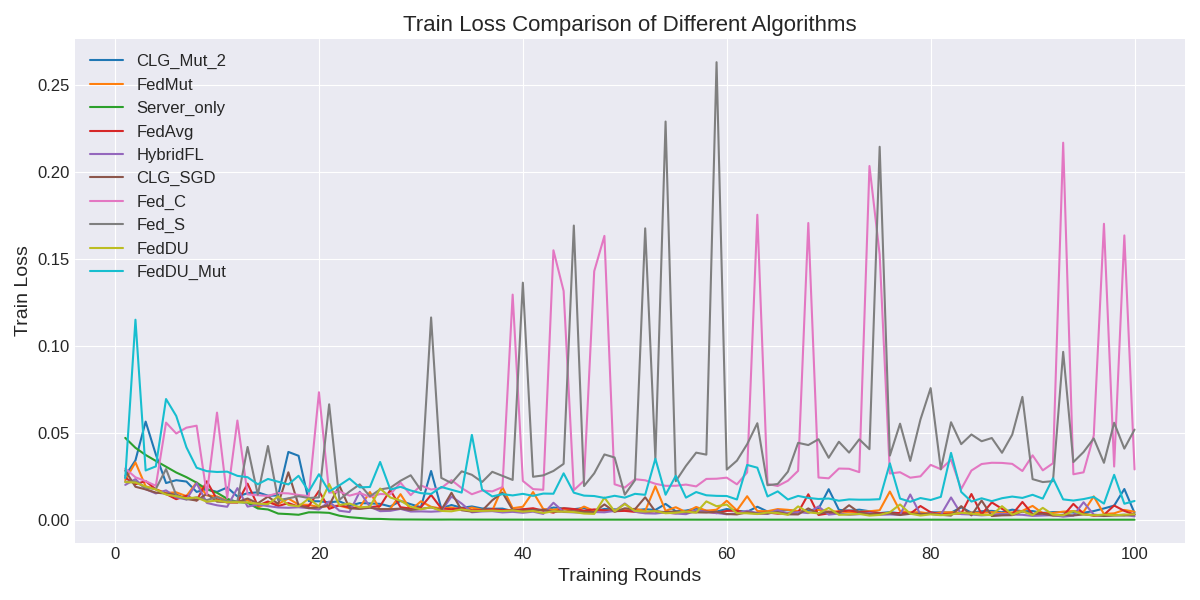 Train Loss Comparison of Different Algorithms
CLG_Mut_2
FedMut
Server_only
FedAvg
HybridFL
CLG_SGD
Fed_C
Fed_S
FedDU
FedDU_Mut
Train Loss
0.25
0.20
0.15
0.10
0.05
0.00
0 20 40 60 80 100
Training Rounds